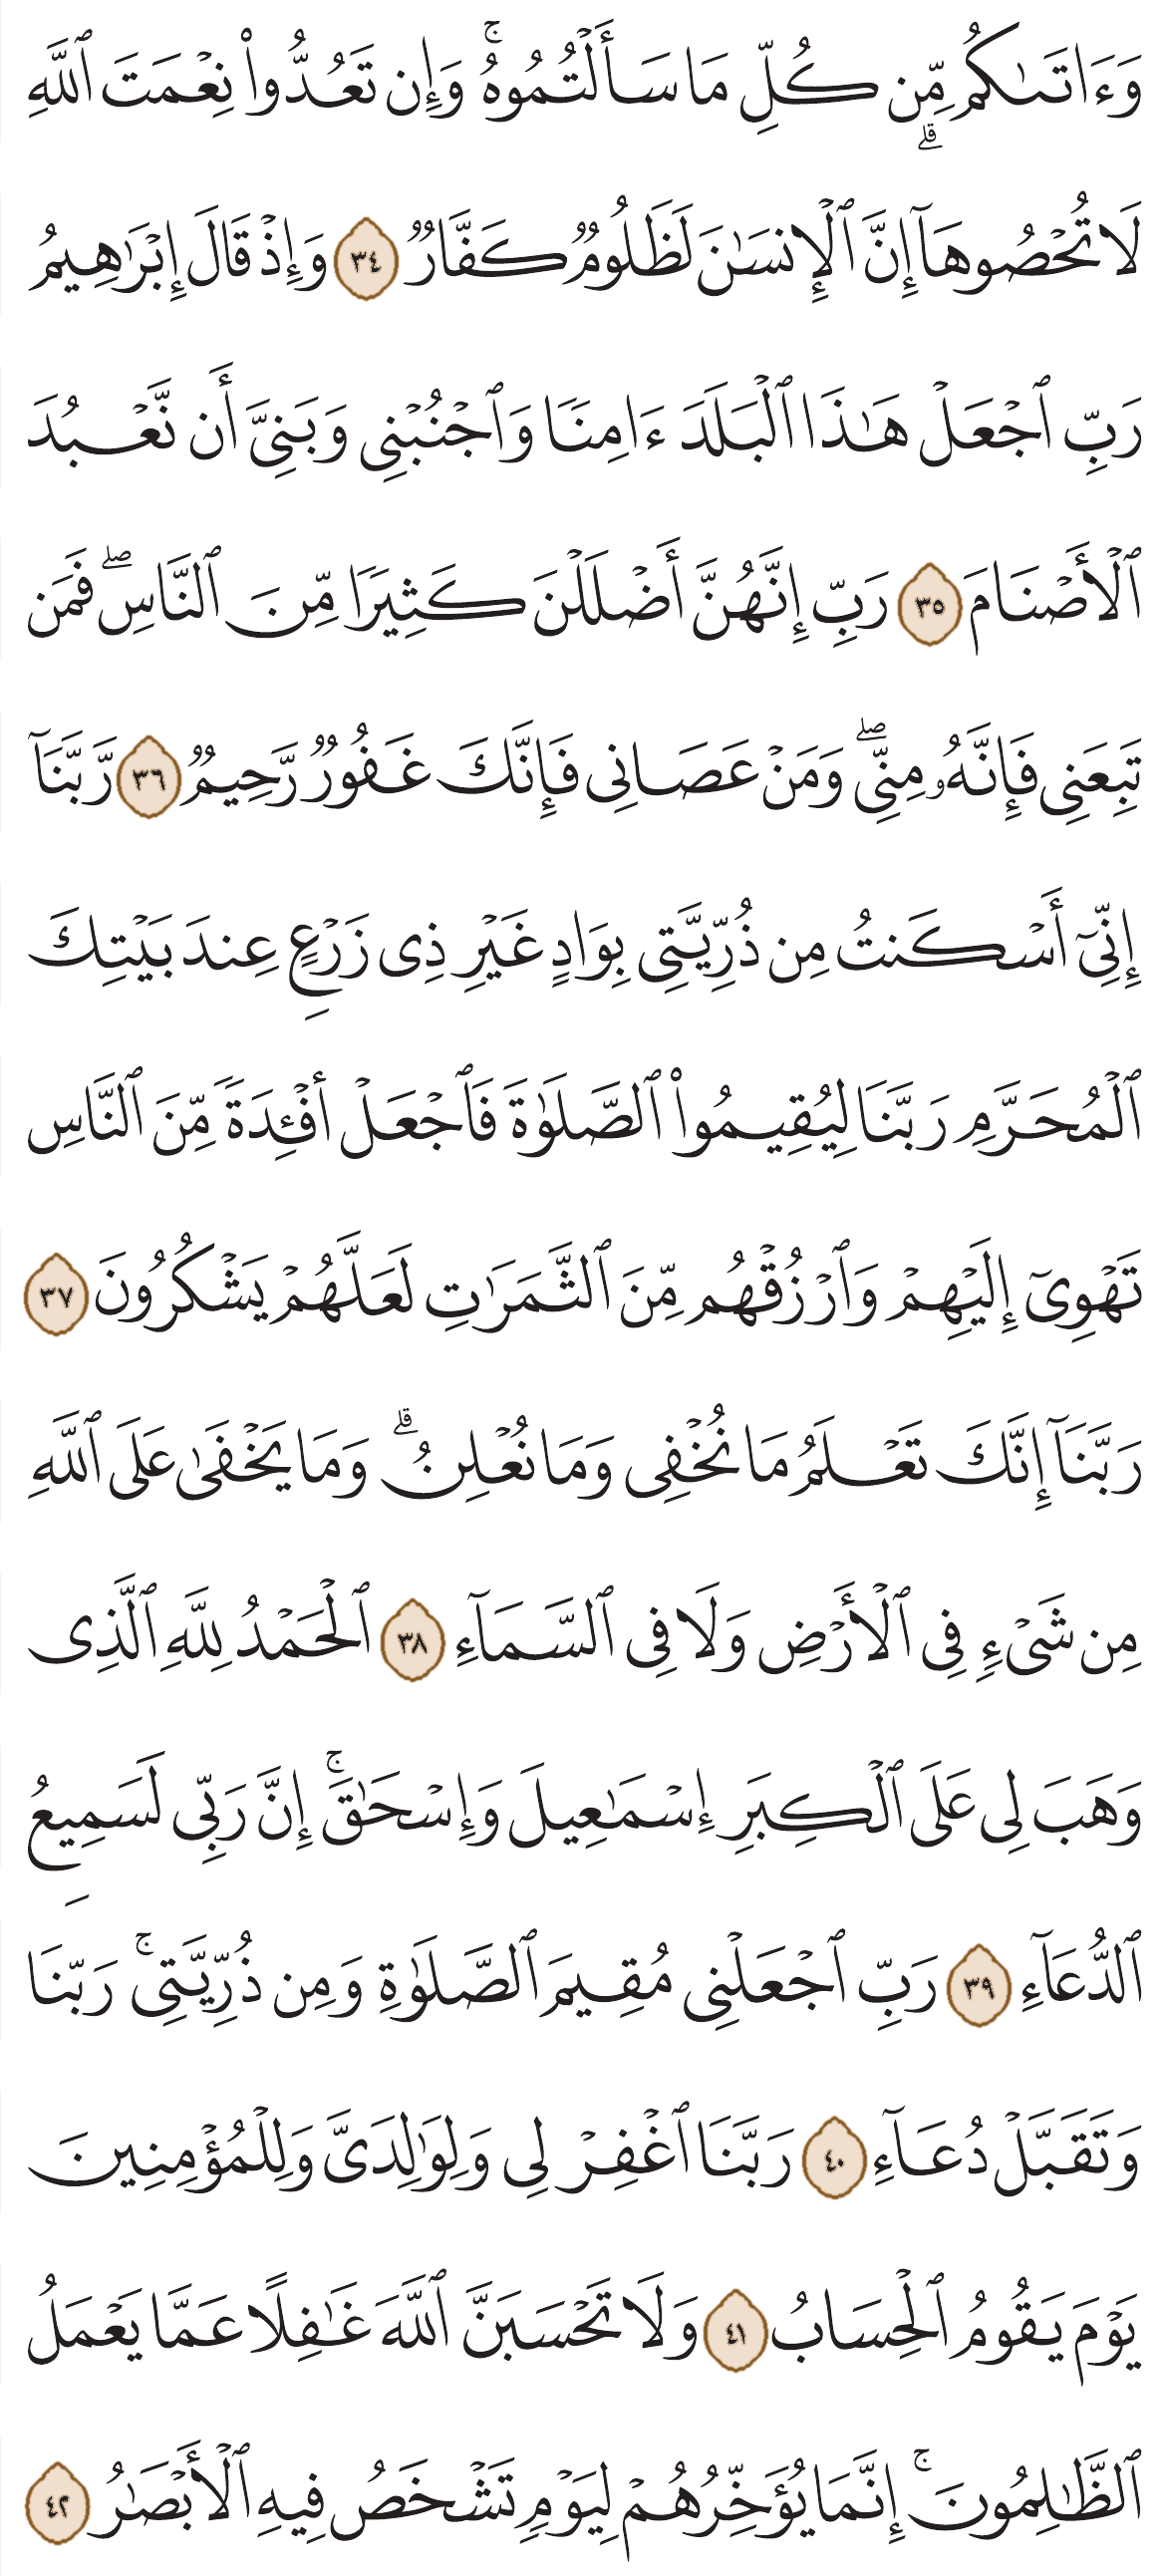 وَءَاتَىٰكُم مِّن كُلِّ مَا سَأَلْتُمُوهُ ۚ وَإِن تَعُدُّوا۟ نِعْمَتَ ٱللَّهِ
لَا تُحْصُوهَآ ۗ إِنَّ ٱلْإِنسَـٰنَ لَظَلُومٌ كَفَّارٌ ٣٤ وَإِذْ قَالَ إِبْرَٰهِيمُ
رَبِّ ٱجْعَلْ هَـٰذَا ٱلْبَلَدَ ءَامِنًا وَٱجْنُبْنِى وَبَنِىَّ أَن نَّعْبُدَ
ٱلْأَصْنَامَ ٣٥ رَبِّ إِنَّهُنَّ أَضْلَلْنَ كَثِيرًا مِّنَ ٱلنَّاسِ ۖ فَمَن
تَبِعَنِى فَإِنَّهُۥ مِنِّى ۖ وَمَنْ عَصَانِى فَإِنَّكَ غَفُورٌ رَّحِيمٌ ٣٦ رَّبَّنَآ
إِنِّىٓ أَسْكَنتُ مِن ذُرِّيَّتِى بِوَادٍ غَيْرِ ذِى زَرْعٍ عِندَ بَيْتِكَ
ٱلْمُحَرَّمِ رَبَّنَا لِيُقِيمُوا۟ ٱلصَّلَوٰةَ فَٱجْعَلْ أَفْـِٔدَةً مِّنَ ٱلنَّاسِ
تَهْوِىٓ إِلَيْهِمْ وَٱرْزُقْهُم مِّنَ ٱلثَّمَرَٰتِ لَعَلَّهُمْ يَشْكُرُونَ ٣٧
رَبَّنَآ إِنَّكَ تَعْلَمُ مَا نُخْفِى وَمَا نُعْلِنُ ۗ وَمَا يَخْفَىٰ عَلَى ٱللَّهِ
مِن شَىْءٍ فِى ٱلْأَرْضِ وَلَا فِى ٱلسَّمَآءِ ٣٨ ٱلْحَمْدُ لِلَّهِ ٱلَّذِى
وَهَبَ لِى عَلَى ٱلْكِبَرِ إِسْمَـٰعِيلَ وَإِسْحَـٰقَ ۚ إِنَّ رَبِّى لَسَمِيعُ
ٱلدُّعَآءِ ٣٩ رَبِّ ٱجْعَلْنِى مُقِيمَ ٱلصَّلَوٰةِ وَمِن ذُرِّيَّتِى ۚ رَبَّنَا
وَتَقَبَّلْ دُعَآءِ ٤٠ رَبَّنَا ٱغْفِرْ لِى وَلِوَٰلِدَىَّ وَلِلْمُؤْمِنِينَ
يَوْمَ يَقُومُ ٱلْحِسَابُ ٤١ وَلَا تَحْسَبَنَّ ٱللَّهَ غَـٰفِلًا عَمَّا يَعْمَلُ
ٱلظَّـٰلِمُونَ ۚ إِنَّمَا يُؤَخِّرُهُمْ لِيَوْمٍ تَشْخَصُ فِيهِ ٱلْأَبْصَـٰرُ ٤٢